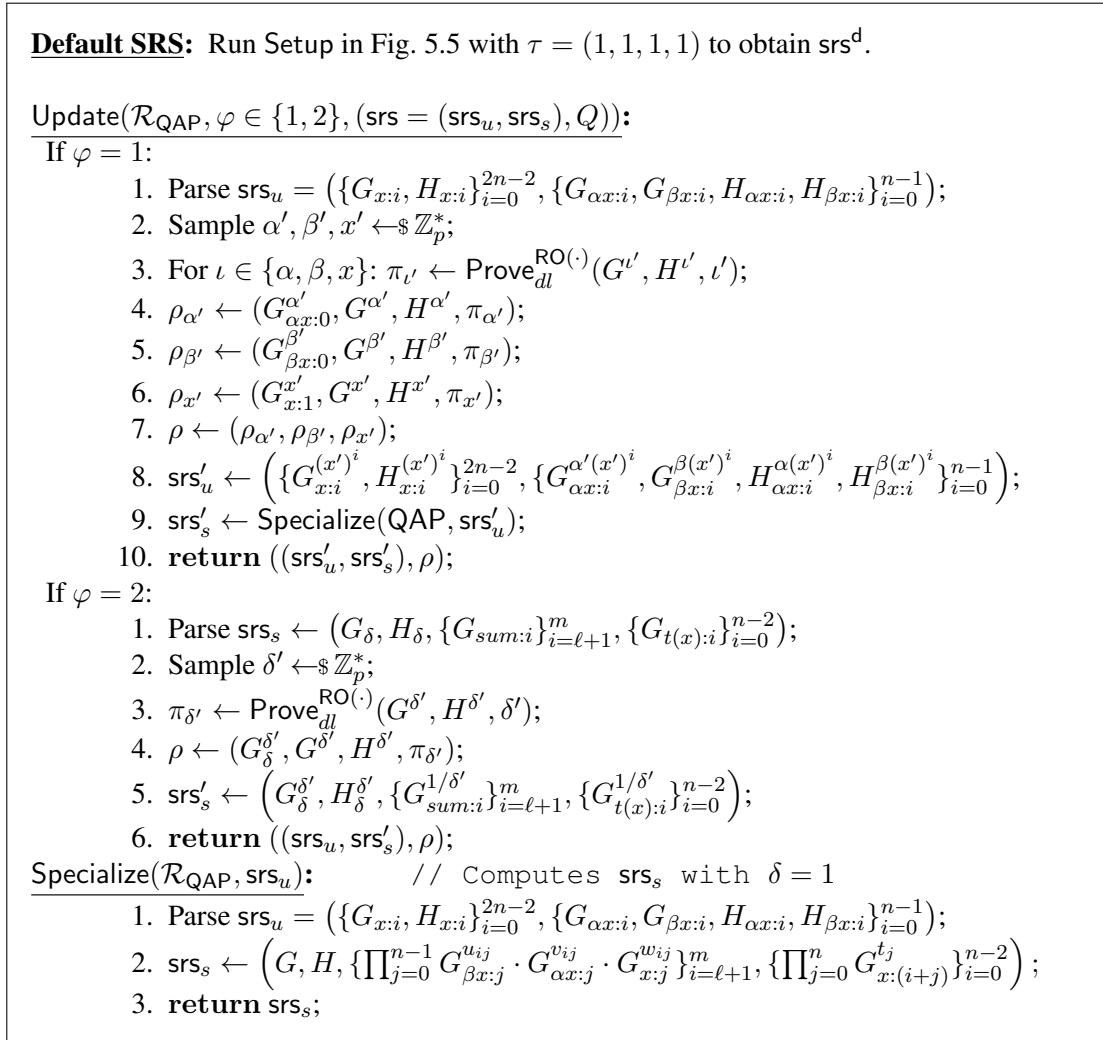 Default SRS: Run Setup in Fig. 5.5 with τ = (1, 1, 1, 1) to obtain srs^d.
Update(R_QAP, φ ∈ {1, 2}, (srs = (srs_u, srs_s), Q)):
If φ = 1:
1. Parse srs_u = ({G_{x:i}, H_{x:i}}_{i=0}^{2n−2}, {G_{αx:i}, G_{βx:i}, H_{αx:i}, H_{βx:i}}_{i=0}^{n−1});
2. Sample α′, β′, x′ ←$ Z_p^*;
3. For ι ∈ {α, β, x}: π_{ι′} ← Prove_{dl}^{RO(·)}(G^{ι′}, H^{ι′}, ι′);
4. ρ_{α′} ← (G_{αx:0}^{α′}, G^{α′}, H^{α′}, π_{α′});
5. ρ_{β′} ← (G_{βx:0}^{β′}, G^{β′}, H^{β′}, π_{β′});
6. ρ_{x′} ← (G_{x:1}^{x′}, G^{x′}, H^{x′}, π_{x′});
7. ρ ← (ρ_{α′}, ρ_{β′}, ρ_{x′});
8. srs′_u ← ({G_{x:i}^{(x′)^i}, H_{x:i}^{(x′)^i}}_{i=0}^{2n−2}, {G_{αx:i}^{α′(x′)^i}, G_{βx:i}^{β(x′)^i}, H_{αx:i}^{α(x′)^i}, H_{βx:i}^{β(x′)^i}}_{i=0}^{n−1});
9. srs′_s ← Specialize(QAP, srs′_u);
10. return ((srs′_u, srs′_s), ρ);
If φ = 2:
1. Parse srs_s ← (G_δ, H_δ, {G_{sum:i}}_{i=ℓ+1}^{m}, {G_{t(x):i}}_{i=0}^{n−2});
2. Sample δ′ ←$ Z_p^*;
3. π_{δ′} ← Prove_{dl}^{RO(·)}(G^{δ′}, H^{δ′}, δ′);
4. ρ ← (G_δ^{δ′}, G^{δ′}, H^{δ′}, π_{δ′});
5. srs′_s ← (G_δ^{δ′}, H_δ^{δ′}, {G_{sum:i}^{1/δ′}}_{i=ℓ+1}^{m}, {G_{t(x):i}^{1/δ′}}_{i=0}^{n−2});
6. return ((srs_u, srs′_s), ρ);
Specialize(R_QAP, srs_u): // Computes srs_s with δ = 1
1. Parse srs_u = ({G_{x:i}, H_{x:i}}_{i=0}^{2n−2}, {G_{αx:i}, G_{βx:i}, H_{αx:i}, H_{βx:i}}_{i=0}^{n−1});
2. srs_s ← (G, H, {∏_{j=0}^{n−1} G_{βx:j}^{u_{ij}} · G_{αx:j}^{v_{ij}} · G_{x:j}^{w_{ij}}}_{i=ℓ+1}^{m}, {∏_{j=0}^{n} G_{x:(i+j)}^{t_j}}_{i=0}^{n−2});
3. return srs_s;